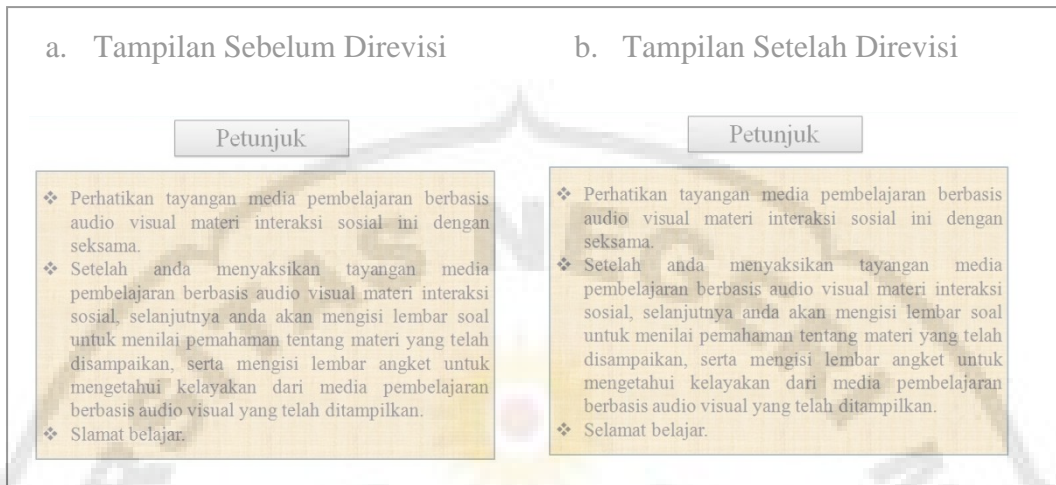 a. Tampilan Sebelum Direvisi
Petunjuk
❖ Perhatikan tayangan media pembelajaran berbasis
audio visual materi interaksi sosial ini dengan
seksama.
❖ Setelah anda menyaksikan tayangan media
pembelajaran berbasis audio visual materi interaksi
sosial, selanjutnya anda akan mengisi lembar soal
untuk menilai pemahaman tentang materi yang telah
disampaikan, serta mengisi lembar angket untuk
mengetahui kelayakan dari media pembelajaran
berbasis audio visual yang telah ditampilkan.
❖ Slamat belajar.
b. Tampilan Setelah Direvisi
Petunjuk
❖ Perhatikan tayangan media pembelajaran berbasis
audio visual materi interaksi sosial ini dengan
seksama.
❖ Setelah anda menyaksikan tayangan media
pembelajaran berbasis audio visual materi interaksi
sosial, selanjutnya anda akan mengisi lembar soal
untuk menilai pemahaman tentang materi yang telah
disampaikan, serta mengisi lembar angket untuk
mengetahui kelayakan dari media pembelajaran
berbasis audio visual yang telah ditampilkan.
❖ Selamat belajar.